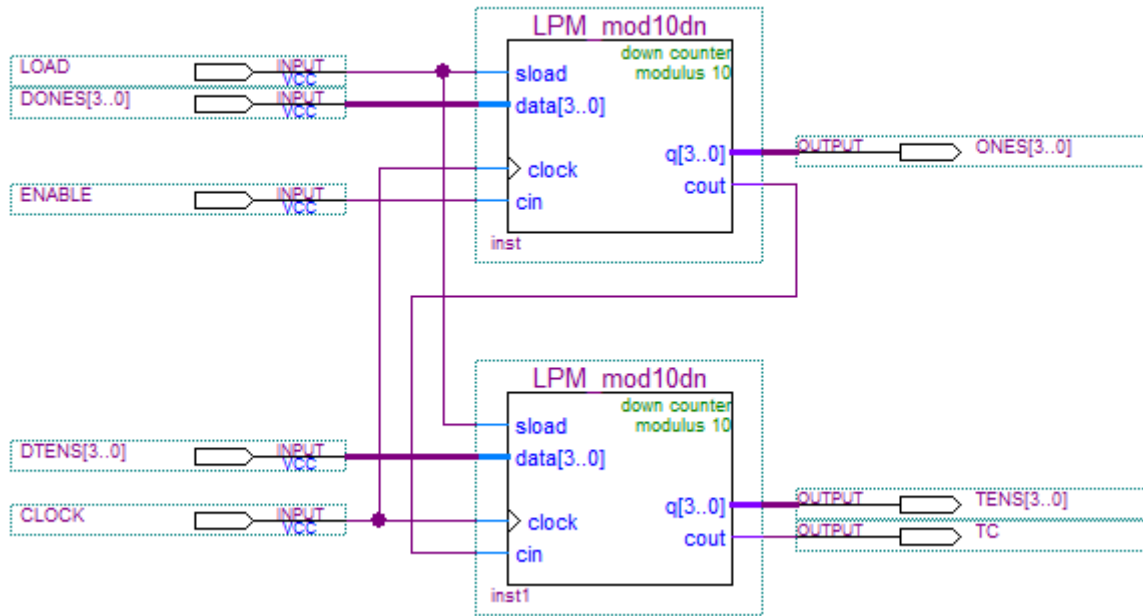 LPM_mod10dn
down counter
modulus 10
LOAD
INPUT
VCC
sload
DONES[3..0]
INPUT
VCC
data[3..0]
q[3..0]
OUTPUT
ONES[3..0]
clock
cout
ENABLE
INPUT
VCC
cin
inst
LPM_mod10dn
down counter
modulus 10
sload
DTENS[3..0]
INPUT
VCC
data[3..0]
q[3..0]
OUTPUT
TENS[3..0]
CLOCK
INPUT
VCC
clock
cout
OUTPUT
TC
cin
inst1